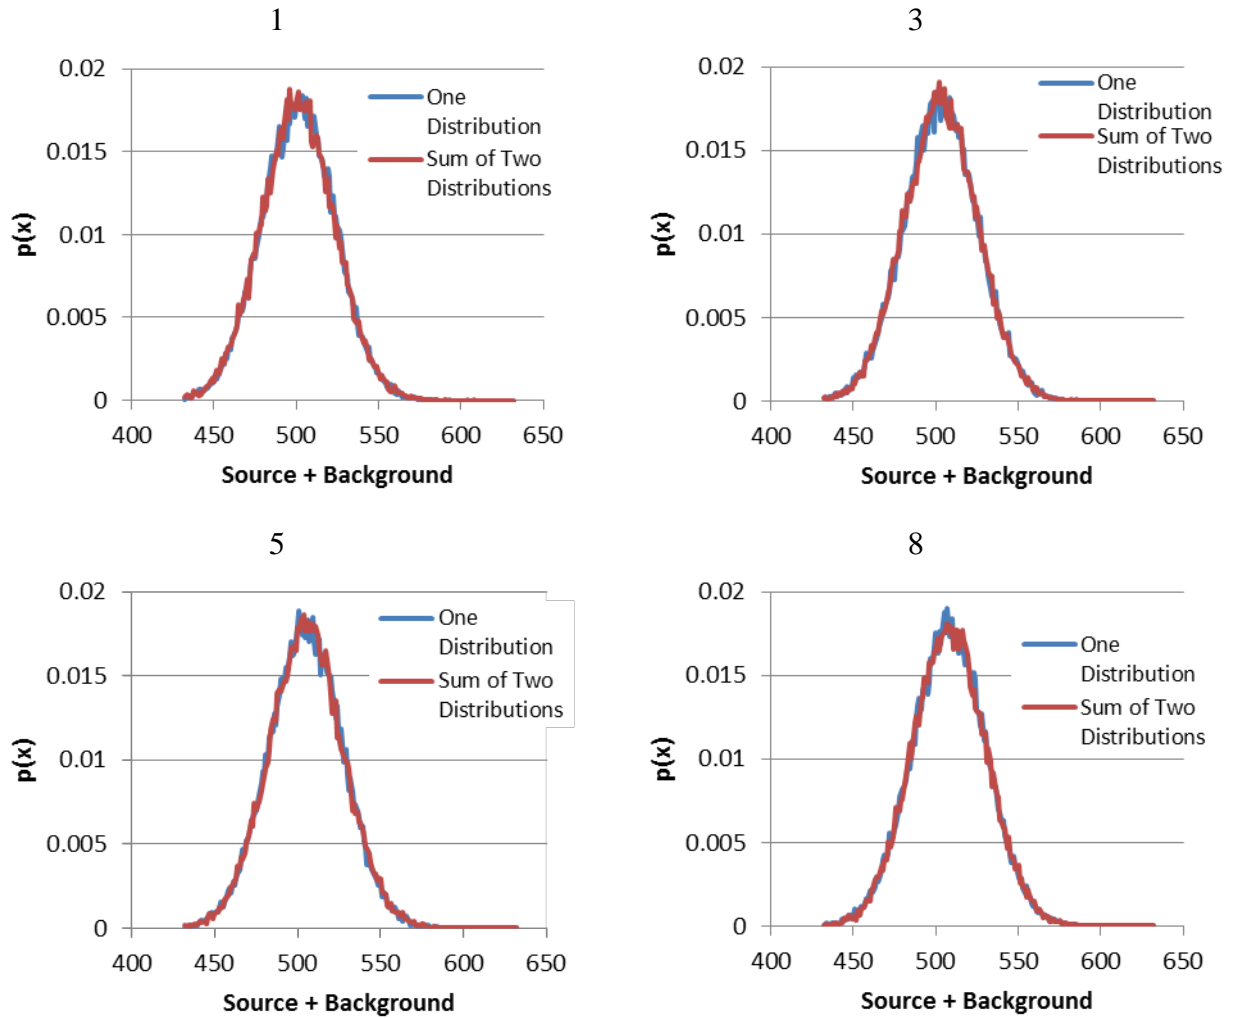 1
0.02
0.015
0.01
0.005
0
p(x)
400 450 500 550 600 650
Source + Background
One
Distribution
Sum of Two
Distributions
3
0.02
0.015
0.01
0.005
0
p(x)
400 450 500 550 600 650
Source + Background
One
Distribution
Sum of Two
Distributions
5
0.02
0.015
0.01
0.005
0
p(x)
400 450 500 550 600 650
Source + Background
One
Distribution
Sum of Two
Distributions
8
0.02
0.015
0.01
0.005
0
p(x)
400 450 500 550 600 650
Source + Background
One
Distribution
Sum of Two
Distributions